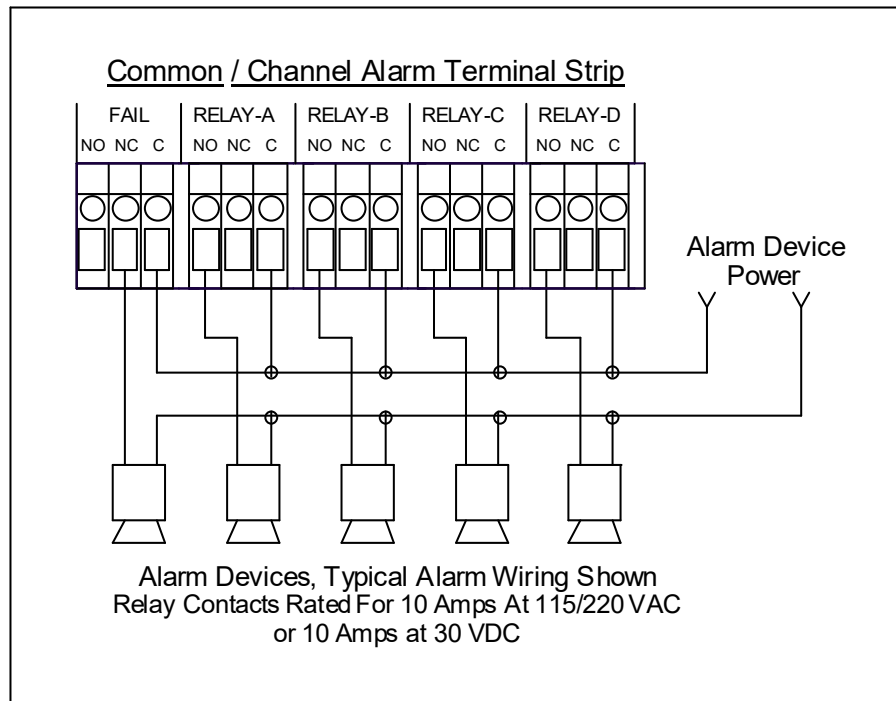 Common / Channel Alarm Terminal Strip
FAIL RELAY-A RELAY-B RELAY-C RELAY-D
NO NC C NO NC C NO NC C NO NC C NO NC C
Alarm Device
Power
Alarm Devices, Typical Alarm Wiring Shown
Relay Contacts Rated For 10 Amps At 115/220 VAC
or 10 Amps at 30 VDC